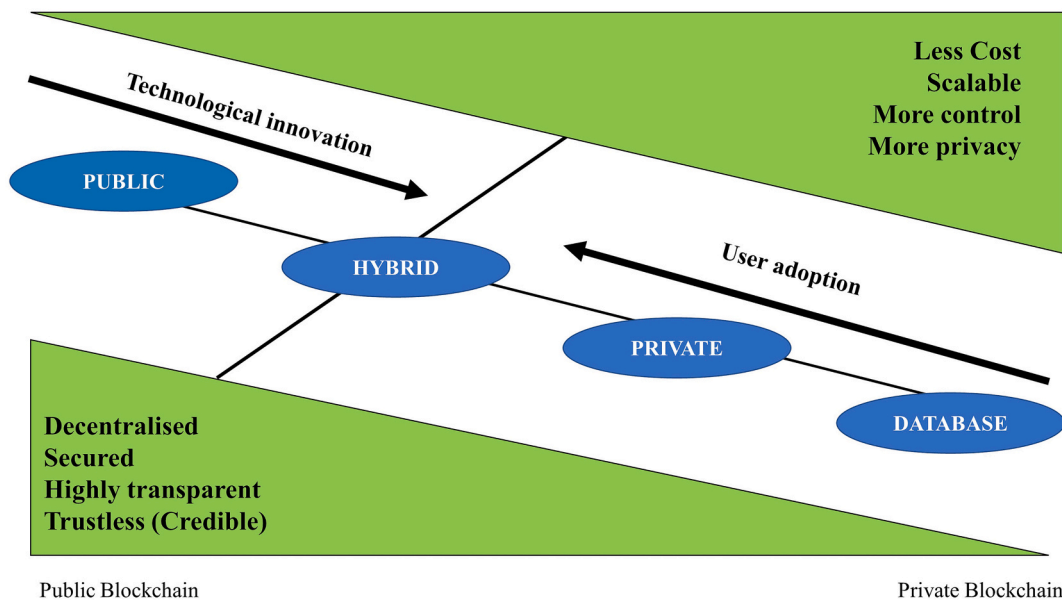 Less Cost
Scalable
More control
More privacy
Technological innovation
PUBLIC
HYBRID
User adoption
PRIVATE
DATABASE
Decentralised
Secured
Highly transparent
Trustless (Credible)
Public Blockchain
Private Blockchain